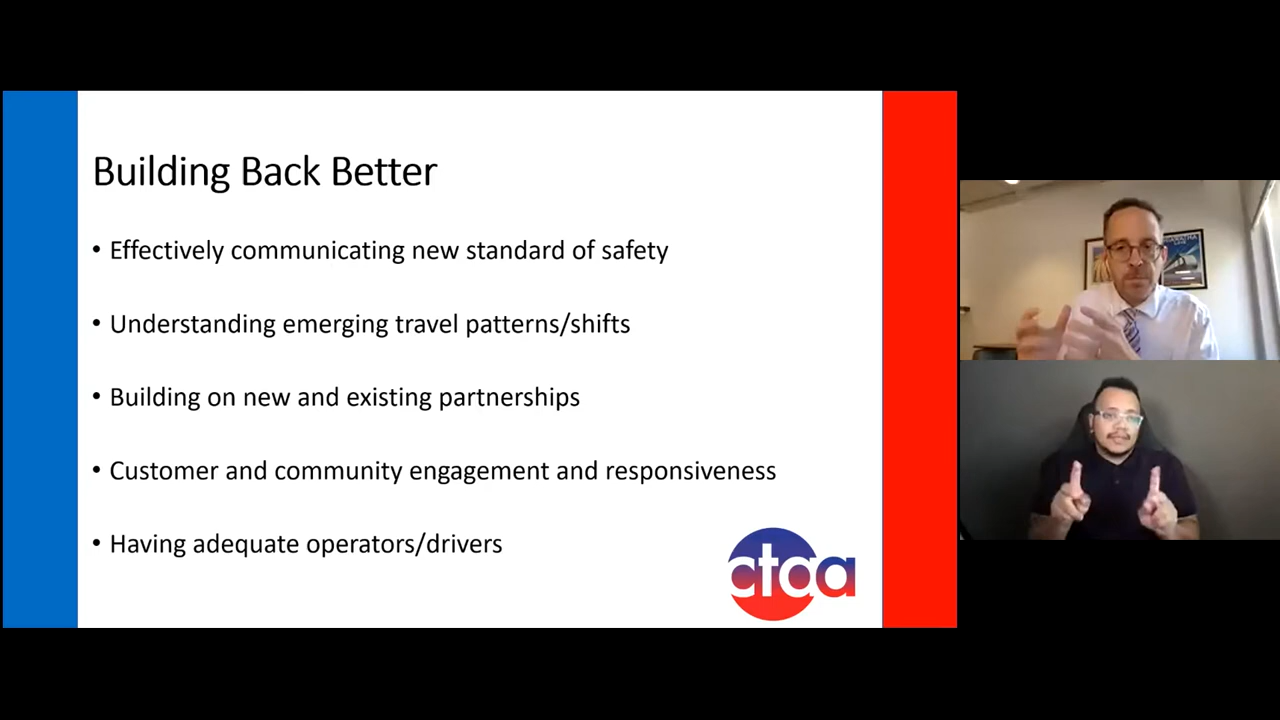 Building Back Better
• Effectively communicating new standard of safety
• Understanding emerging travel patterns/shifts
• Building on new and existing partnerships
• Customer and community engagement and responsiveness
• Having adequate operators/drivers
ctaa